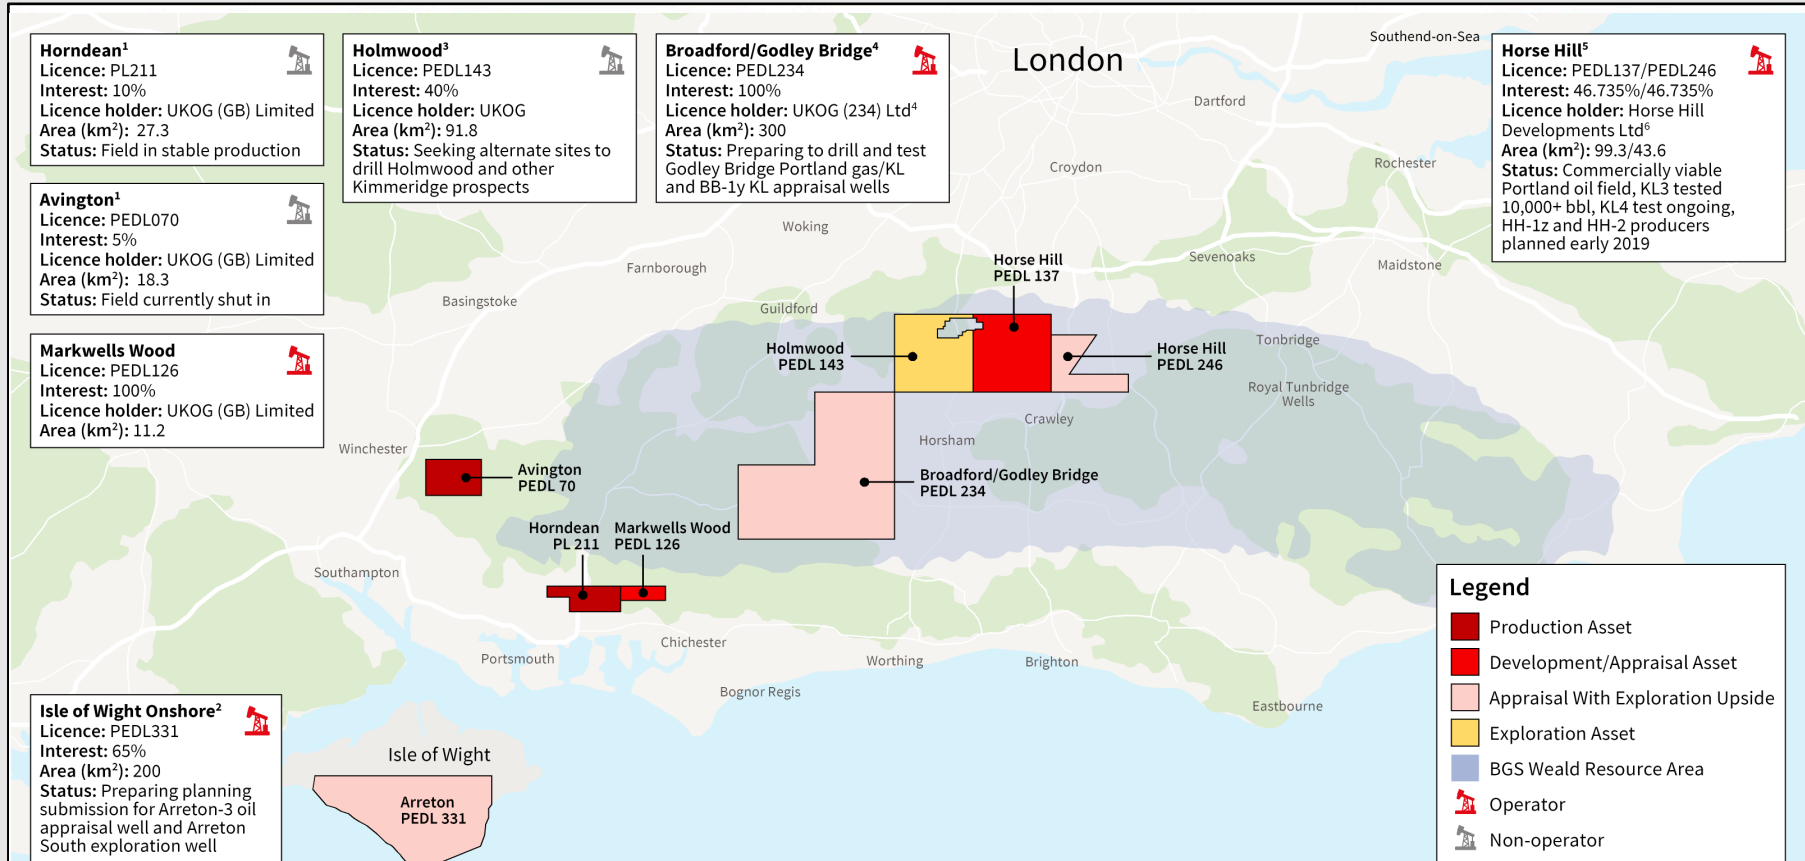 Horndean¹
Licence: PL211
Interest: 10%
Licence holder: UKOG (GB) Limited
Area (km²): 27.3
Status: Field in stable production
Avington¹
Licence: PEDL070
Interest: 5%
Licence holder: UKOG (GB) Limited
Area (km²): 18.3
Status: Field currently shut in
Markwells Wood
Licence: PEDL126
Interest: 100%
Licence holder: UKOG (GB) Limited
Area (km²): 11.2
Holmwood³
Licence: PEDL143
Interest: 40%
Licence holder: UKOG
Area (km²): 91.8
Status: Seeking alternate sites to
drill Holmwood and other
Kimmeridge prospects
Broadford/Godley Bridge⁴
Licence: PEDL234
Interest: 100%
Licence holder: UKOG (234) Ltd⁴
Area (km²): 300
Status: Preparing to drill and test
Godley Bridge Portland gas/KL
and BB-1y KL appraisal wells
Horse Hill⁵
Licence: PEDL137/PEDL246
Interest: 46.735%/46.735%
Licence holder: Horse Hill
Developments Ltd⁶
Area (km²): 99.3/43.6
Status: Commercially viable
Portland oil field, KL3 tested
10,000+ bbl, KL4 test ongoing,
HH-1z and HH-2 producers
planned early 2019
London
Southend-on-Sea
Dartford
Croydon
Rochester
Woking
Farnborough
Sevenoaks
Maidstone
Basingstoke
Guildford
Horse Hill
PEDL 137
Holmwood
PEDL 143
Horse Hill
PEDL 246
Tonbridge
Royal Tunbridge
Wells
Crawley
Horsham
Winchester
Avington
PEDL 70
Broadford/Godley Bridge
PEDL 234
Horndean
PL 211
Markwells Wood
PEDL 126
Southampton
Portsmouth
Chichester
Bognor Regis
Worthing
Brighton
Eastbourne
Isle of Wight Onshore²
Licence: PEDL331
Interest: 65%
Area (km²): 200
Status: Preparing planning
submission for Arreton-3 oil
appraisal well and Arreton
South exploration well
Isle of Wight
Arreton
PEDL 331
Legend
Production Asset
Development/Appraisal Asset
Appraisal With Exploration Upside
Exploration Asset
BGS Weald Resource Area
Operator
Non-operator